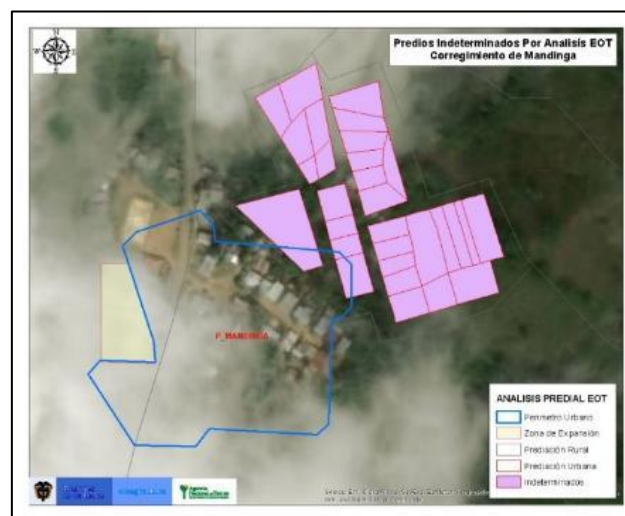 N
W
E
S
Predios Indeterminados Por Analisis EOT
Corregimiento de Mandinga
P_MANDINGA
ANALISIS PREDIAL EOT
Perimetro Urbano
Zona de Expansión
Prediación Rural
Prediación Urbana
Indeterminados